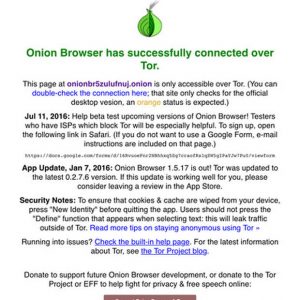 Onion Browser has successfully connected over
Tor.
This page at onionbr5zulufnuj.onion is only accessible over Tor. (You can
double-check the connection here; that site only checks for the official
desktop vesion, an orange status is expected.)
Jul 11, 2016: Help beta test upcoming versions of Onion Browser! Testers
who have ISPs which block Tor will be especially helpful. To sign up, open
the following link in Safari. (If you do not want to use a Google Form, e-mail
instructions are included on that page.)
App Update, Jan 7, 2016: Onion Browser 1.5.17 is out! Tor was updated to
the latest 0.2.7.6 version. If this update is working well for you, please
consider leaving a review in the App Store.
Security Notes: To ensure that cookies & cache are wiped from your device,
press "New Identity" before quitting the app. Users should not press the
"Define" function that appears when selecting text: this will leak traffic
outside of Tor. Read more tips on staying anonymous using Tor »
Running into issues? Check the built-in help page. For the latest information
about Tor, see the Tor Project blog.
Donate to support future Onion Browser development, or donate to the Tor
Project or EFF to help fight for privacy & free speech online: